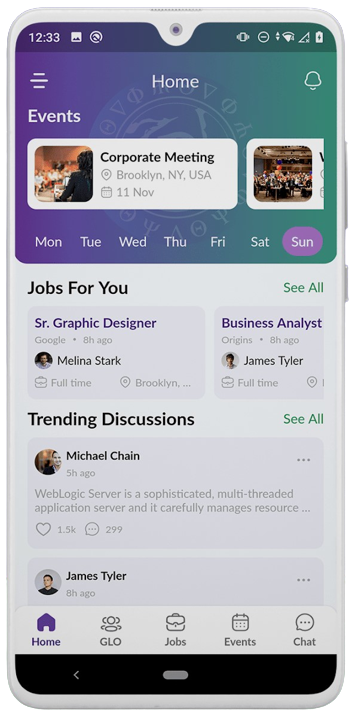 12:33
Home
Events
Corporate Meeting
Brooklyn, NY, USA
11 Nov
Mon Tue Wed Thu Fri Sat Sun
Jobs For You See All
Sr. Graphic Designer Business Analyst
Google • 8h ago Origins • 8h ago
Melina Stark James Tyler
Full time Brooklyn, ... Full time
Trending Discussions See All
Michael Chain
5h ago
WebLogic Server is a sophisticated, multi-threaded
application server and it carefully manages resource ...
1.5k 299
James Tyler
8h ago
Home GLO Jobs Events Chat